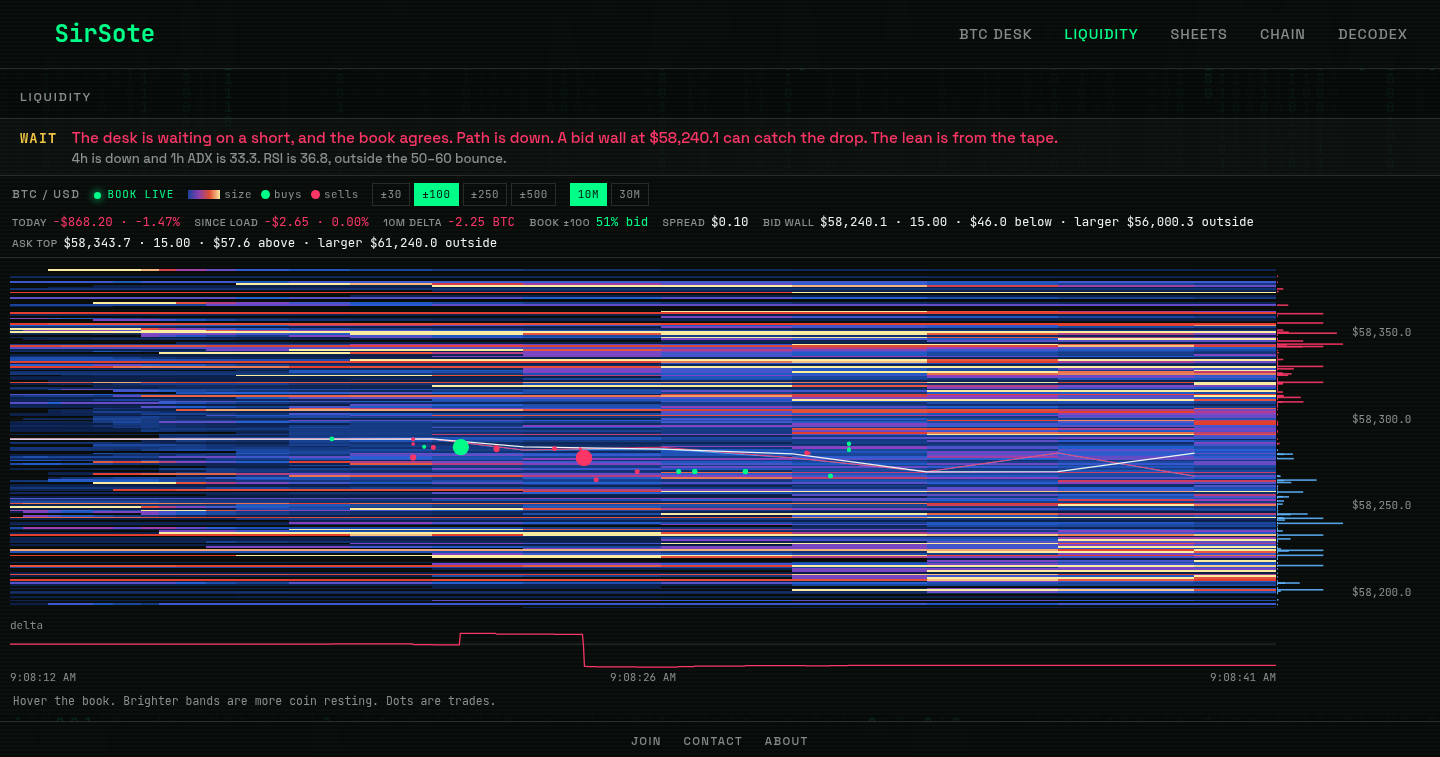 SirSote
BTC DESK LIQUIDITY SHEETS CHAIN DECODEX
LIQUIDITY
WAIT The desk is waiting on a short, and the book agrees. Path is down. A bid wall at $58,240.1 can catch the drop. The lean is from the tape.
4h is down and 1h ADX is 33.3. RSI is 36.8, outside the 50–60 bounce.
BTC / USD BOOK LIVE size buys sells ±30 ±100 ±250 ±500 10M 30M
TODAY -$868.20 · -1.47% SINCE LOAD -$2.65 · 0.00% 10M DELTA -2.25 BTC BOOK ±100 51% bid SPREAD $0.10 BID WALL $58,240.1 · 15.00 · $46.0 below · larger $56,000.3 outside
ASK TOP $58,343.7 · 15.00 · $57.6 above · larger $61,240.0 outside
$58,350.0
$58,300.0
$58,250.0
$58,200.0
delta
9:08:12 AM 9:08:26 AM 9:08:41 AM
Hover the book. Brighter bands are more coin resting. Dots are trades.
JOIN CONTACT ABOUT